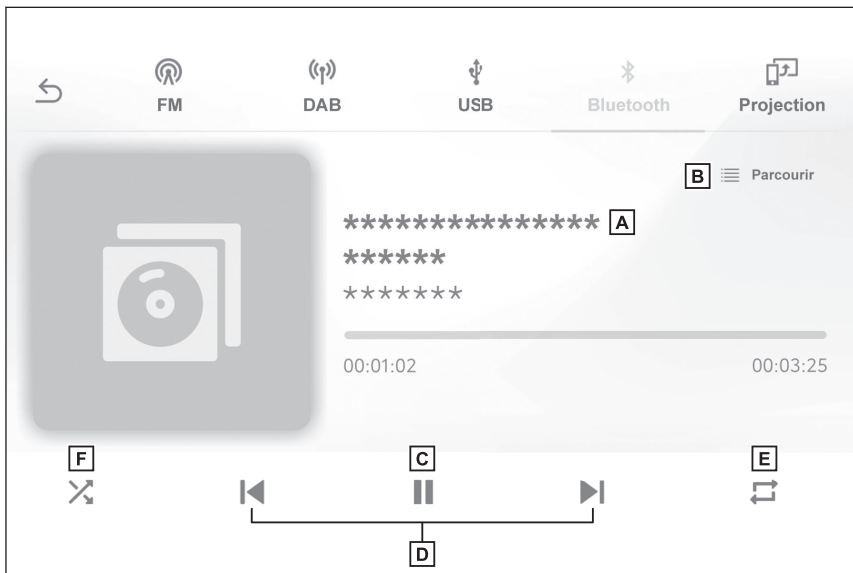 FM DAB USB Bluetooth Projection
B Parcourir
*************** A
******
*******
00:01:02 00:03:25
F C E
D